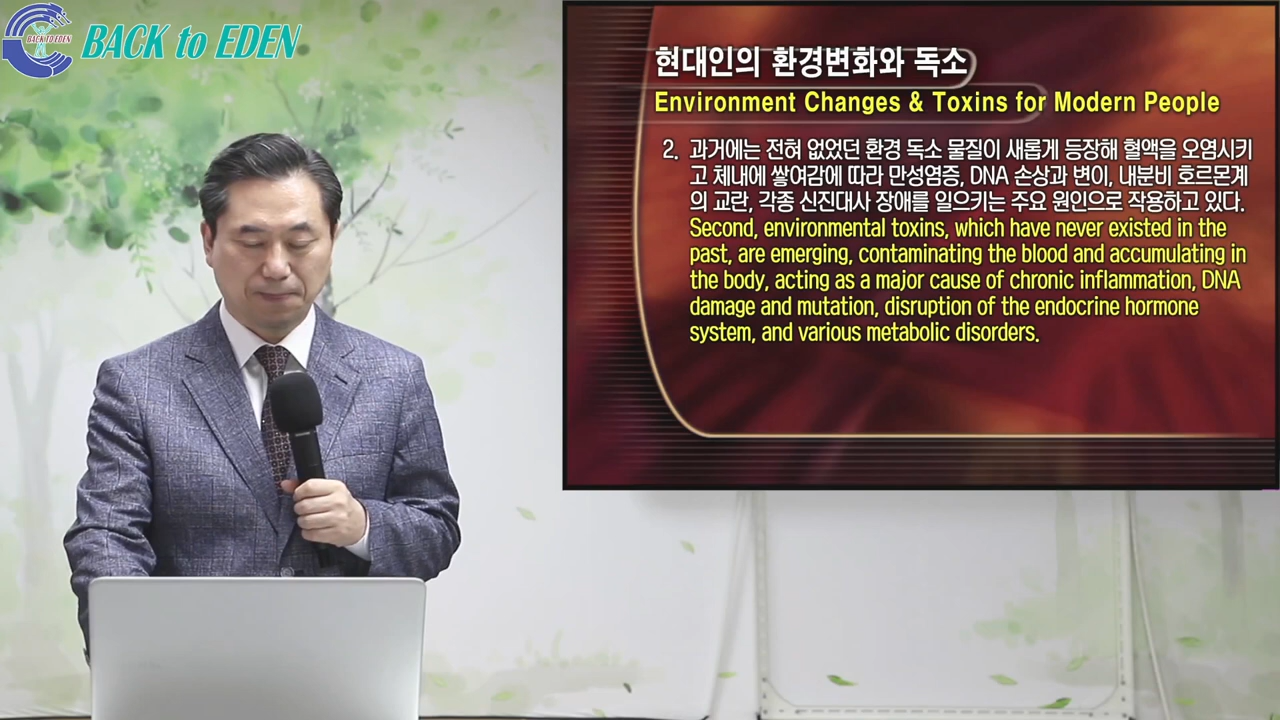 BACK TO EDEN
BACK to EDEN
현대인의 환경변화와 독소
Environment Changes & Toxins for Modern People
2. 과거에는 전혀 없었던 환경 독소 물질이 새롭게 등장해 혈액을 오염시키
고 체내에 쌓여감에 따라 만성염증, DNA 손상과 변이, 내분비 호르몬계
의 교란, 각종 신진대사 장애를 일으키는 주요 원인으로 작용하고 있다.
Second, environmental toxins, which have never existed in the
past, are emerging, contaminating the blood and accumulating in
the body, acting as a major cause of chronic inflammation, DNA
damage and mutation, disruption of the endocrine hormone
system, and various metabolic disorders.